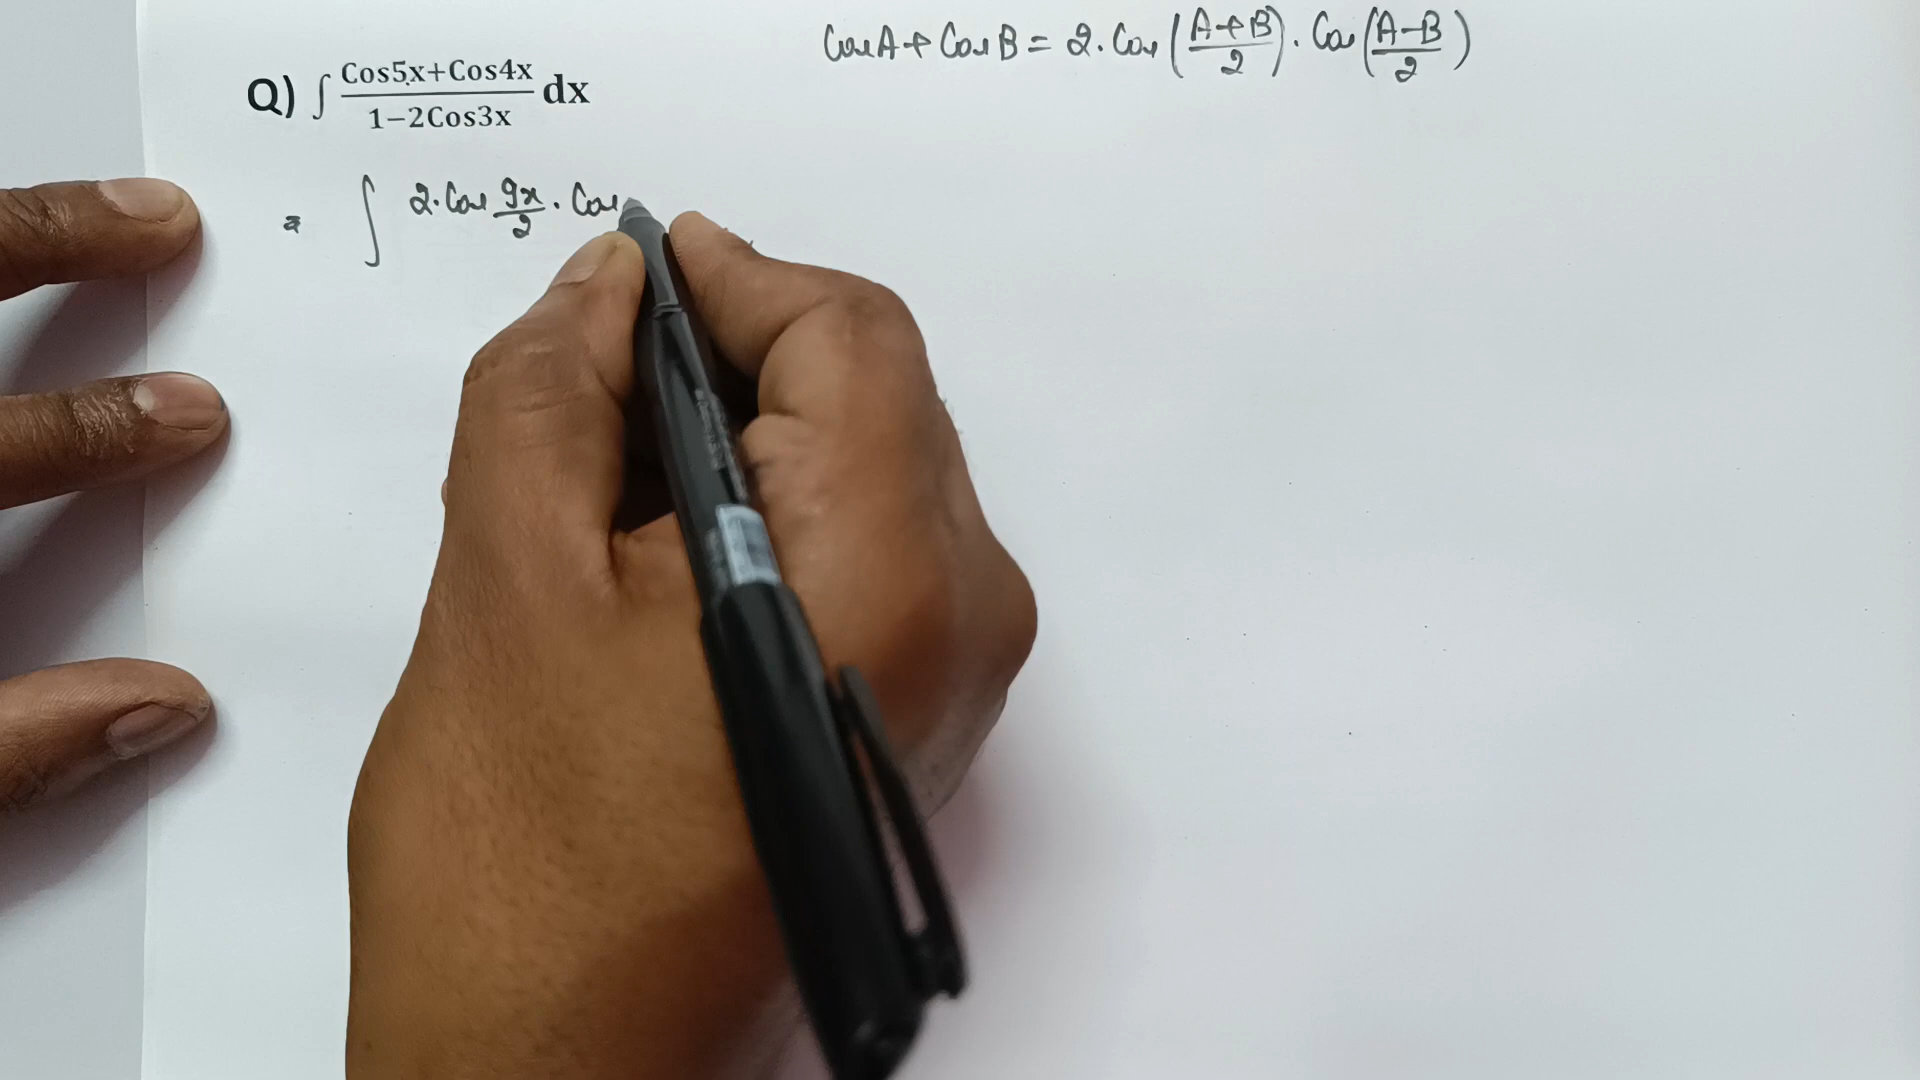 CosA+CosB = 2.Cos(A+B/2).Cos(A-B/2)
Q) ∫ Cos5x+Cos4x/1−2Cos3x dx
= ∫ 2.Cos 9x/2 . Cos